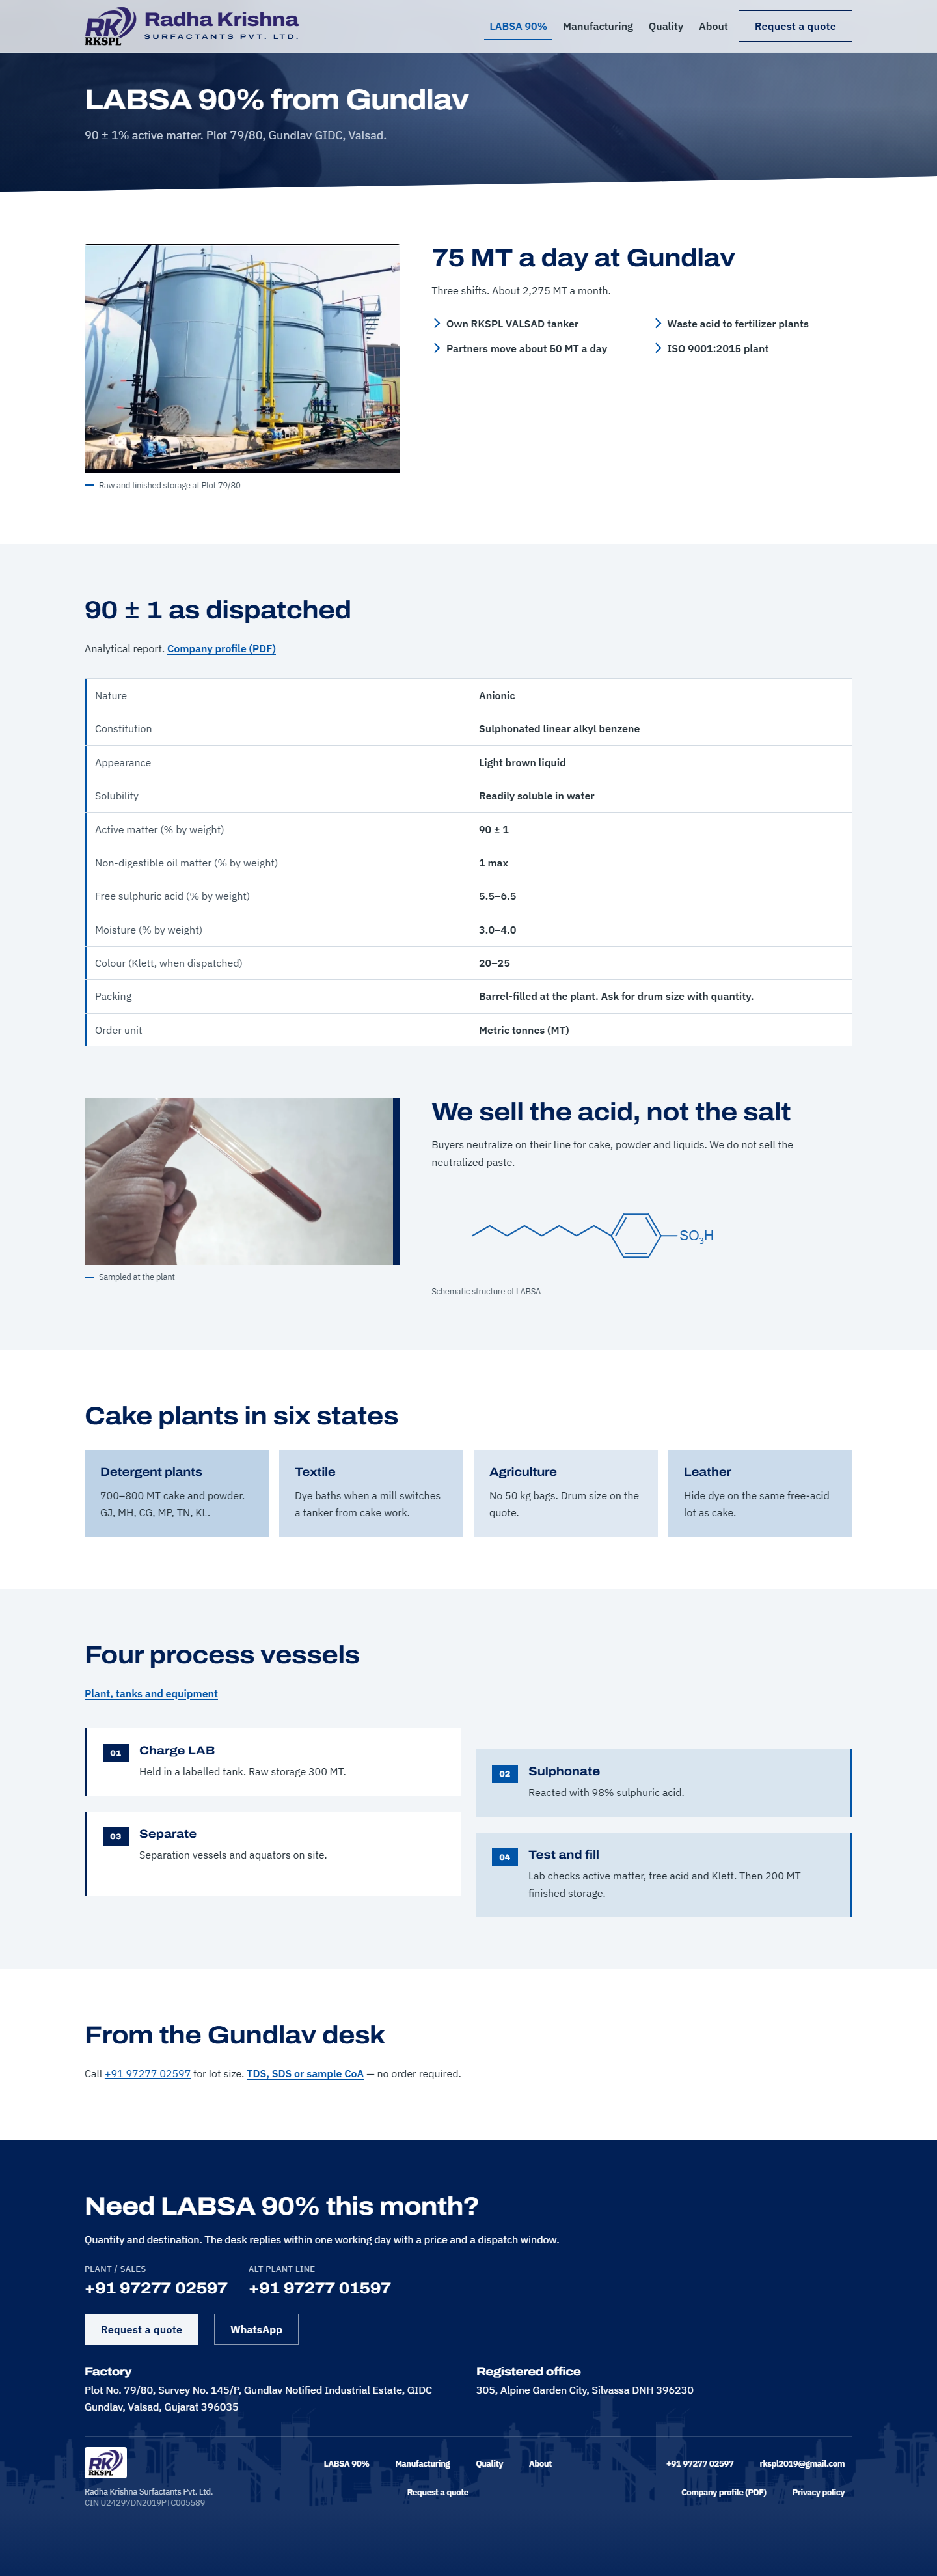 RK
RKSPL
Radha Krishna
SURFACTANTS PVT. LTD.
LABSA 90%
Manufacturing
Quality
About
Request a quote
LABSA 90% from Gundlav
90 ± 1% active matter. Plot 79/80, Gundlav GIDC, Valsad.
75 MT a day at Gundlav
Three shifts. About 2,275 MT a month.
Own RKSPL VALSAD tanker
Waste acid to fertilizer plants
Partners move about 50 MT a day
ISO 9001:2015 plant
Raw and finished storage at Plot 79/80
90 ± 1 as dispatched
Analytical report. Company profile (PDF)
Nature Anionic
Constitution Sulphonated linear alkyl benzene
Appearance Light brown liquid
Solubility Readily soluble in water
Active matter (% by weight) 90 ± 1
Non-digestible oil matter (% by weight) 1 max
Free sulphuric acid (% by weight) 5.5–6.5
Moisture (% by weight) 3.0–4.0
Colour (Klett, when dispatched) 20–25
Packing Barrel-filled at the plant. Ask for drum size with quantity.
Order unit Metric tonnes (MT)
Sampled at the plant
We sell the acid, not the salt
Buyers neutralize on their line for cake, powder and liquids. We do not sell the
neutralized paste.
SO3H
Schematic structure of LABSA
Cake plants in six states
Detergent plants
700–800 MT cake and powder.
GJ, MH, CG, MP, TN, KL.
Textile
Dye baths when a mill switches
a tanker from cake work.
Agriculture
No 50 kg bags. Drum size on the
quote.
Leather
Hide dye on the same free-acid
lot as cake.
Four process vessels
Plant, tanks and equipment
01 Charge LAB
Held in a labelled tank. Raw storage 300 MT.
02 Sulphonate
Reacted with 98% sulphuric acid.
03 Separate
Separation vessels and aquators on site.
04 Test and fill
Lab checks active matter, free acid and Klett. Then 200 MT
finished storage.
From the Gundlav desk
Call +91 97277 02597 for lot size. TDS, SDS or sample CoA — no order required.
Need LABSA 90% this month?
Quantity and destination. The desk replies within one working day with a price and a dispatch window.
PLANT / SALES
+91 97277 02597
ALT PLANT LINE
+91 97277 01597
Request a quote
WhatsApp
Factory
Plot No. 79/80, Survey No. 145/P, Gundlav Notified Industrial Estate, GIDC
Gundlav, Valsad, Gujarat 396035
Registered office
305, Alpine Garden City, Silvassa DNH 396230
RK
RKSPL
Radha Krishna Surfactants Pvt. Ltd.
CIN U24297DN2019PTC005589
LABSA 90%
Manufacturing
Quality
About
Request a quote
+91 97277 02597
rkspl2019@gmail.com
Company profile (PDF)
Privacy policy